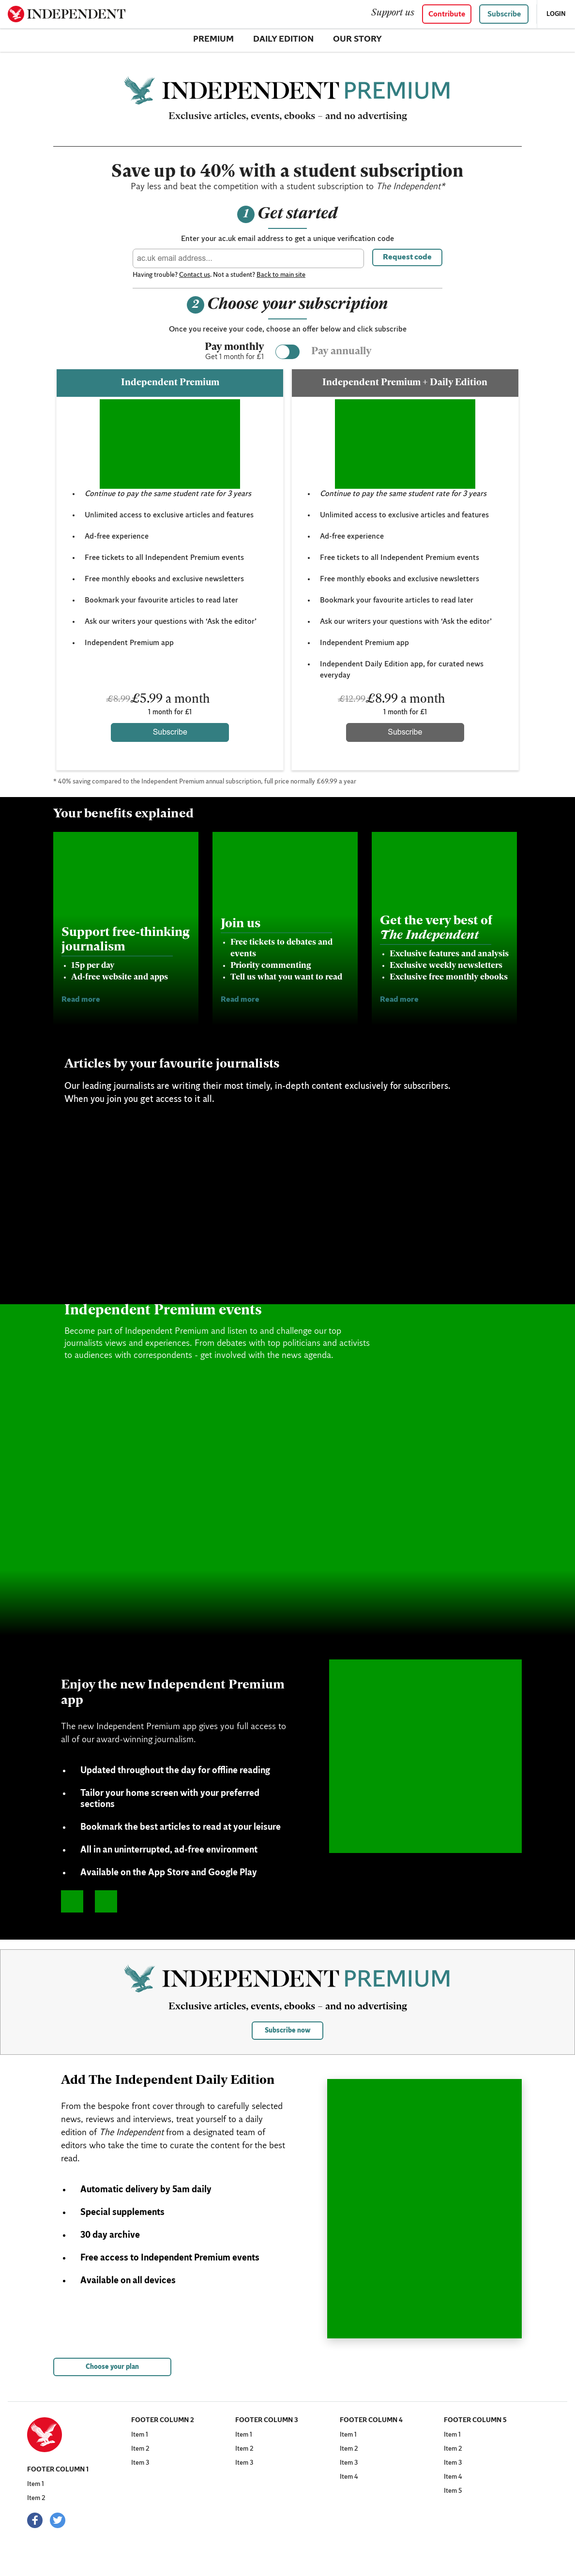 INDEPENDENT
Support us
Contribute
Subscribe
LOGIN
PREMIUM
DAILY EDITION
OUR STORY
INDEPENDENT PREMIUM
Exclusive articles, events, ebooks – and no advertising
Save up to 40% with a student subscription
Pay less and beat the competition with a student subscription to The Independent*
1 Get started
Enter your ac.uk email address to get a unique verification code
ac.uk email address...
Request code
Having trouble? Contact us. Not a student? Back to main site
2 Choose your subscription
Once you receive your code, choose an offer below and click subscribe
Pay monthly
Get 1 month for £1
Pay annually
Independent Premium
• Continue to pay the same student rate for 3 years
• Unlimited access to exclusive articles and features
• Ad-free experience
• Free tickets to all Independent Premium events
• Free monthly ebooks and exclusive newsletters
• Bookmark your favourite articles to read later
• Ask our writers your questions with ‘Ask the editor’
• Independent Premium app
£8.99 £5.99 a month
1 month for £1
Subscribe
Independent Premium + Daily Edition
• Continue to pay the same student rate for 3 years
• Unlimited access to exclusive articles and features
• Ad-free experience
• Free tickets to all Independent Premium events
• Free monthly ebooks and exclusive newsletters
• Bookmark your favourite articles to read later
• Ask our writers your questions with ‘Ask the editor’
• Independent Premium app
• Independent Daily Edition app, for curated news
everyday
£12.99 £8.99 a month
1 month for £1
Subscribe
* 40% saving compared to the Independent Premium annual subscription, full price normally £69.99 a year
Your benefits explained
Support free-thinking
journalism
• 15p per day
• Ad-free website and apps
Read more
Join us
• Free tickets to debates and
events
• Priority commenting
• Tell us what you want to read
Read more
Get the very best of
The Independent
• Exclusive features and analysis
• Exclusive weekly newsletters
• Exclusive free monthly ebooks
Read more
Articles by your favourite journalists
Our leading journalists are writing their most timely, in-depth content exclusively for subscribers.
When you join you get access to it all.
Independent Premium events
Become part of Independent Premium and listen to and challenge our top
journalists views and experiences. From debates with top politicians and activists
to audiences with correspondents - get involved with the news agenda.
Enjoy the new Independent Premium
app
The new Independent Premium app gives you full access to
all of our award-winning journalism.
• Updated throughout the day for offline reading
• Tailor your home screen with your preferred
sections
• Bookmark the best articles to read at your leisure
• All in an uninterrupted, ad-free environment
• Available on the App Store and Google Play
INDEPENDENT PREMIUM
Exclusive articles, events, ebooks – and no advertising
Subscribe now
Add The Independent Daily Edition
From the bespoke front cover through to carefully selected
news, reviews and interviews, treat yourself to a daily
edition of The Independent from a designated team of
editors who take the time to curate the content for the best
read.
• Automatic delivery by 5am daily
• Special supplements
• 30 day archive
• Free access to Independent Premium events
• Available on all devices
Choose your plan
FOOTER COLUMN 1
Item 1
Item 2
FOOTER COLUMN 2
Item 1
Item 2
Item 3
FOOTER COLUMN 3
Item 1
Item 2
Item 3
FOOTER COLUMN 4
Item 1
Item 2
Item 3
Item 4
FOOTER COLUMN 5
Item 1
Item 2
Item 3
Item 4
Item 5